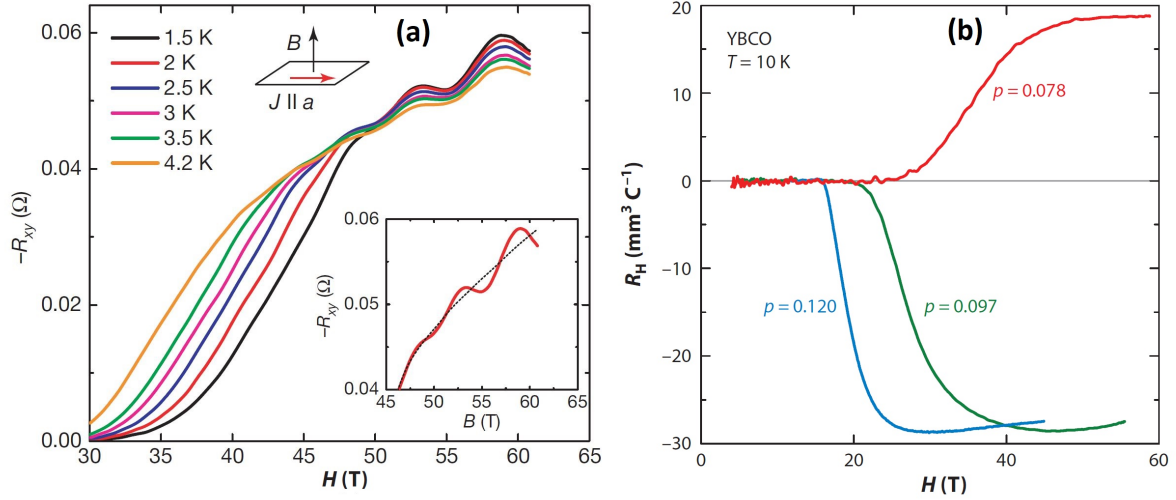 (a)
1.5 K
2 K
2.5 K
3 K
3.5 K
4.2 K
B
J || a
0.06
0.04
0.02
0.00
–Rxy (Ω)
30 35 40 45 50 55 60 65
H (T)
0.06
0.05
0.04
–Rxy (Ω)
45 50 55 60 65
B (T)
(b)
YBCO
T = 10 K
p = 0.078
p = 0.120
p = 0.097
20
10
0
–10
–20
–30
RH (mm³ C⁻¹)
0 20 40 60
H (T)